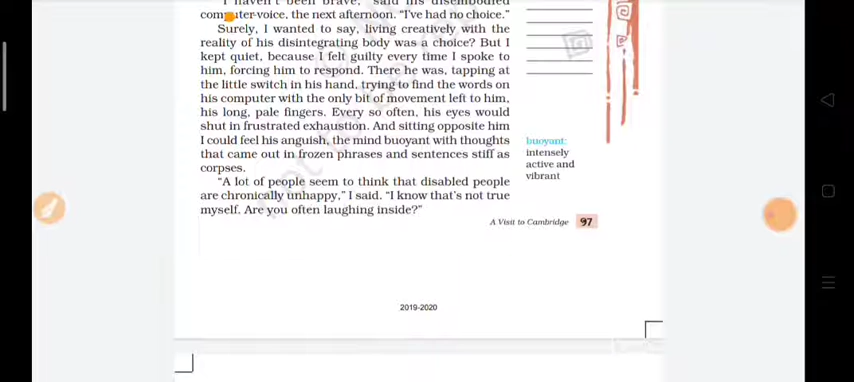 "I haven't been brave," said his disembodied
computer-voice, the next afternoon. "I've had no choice."
Surely, I wanted to say, living creatively with the
reality of his disintegrating body was a choice? But I
kept quiet, because I felt guilty every time I spoke to
him, forcing him to respond. There he was, tapping at
the little switch in his hand, trying to find the words on
his computer with the only bit of movement left to him,
his long, pale fingers. Every so often, his eyes would
shut in frustrated exhaustion. And sitting opposite him
I could feel his anguish, the mind buoyant with thoughts
that came out in frozen phrases and sentences stiff as
corpses.
"A lot of people seem to think that disabled people
are chronically unhappy," I said. "I know that's not true
myself. Are you often laughing inside?"
buoyant:
intensely
active and
vibrant
A Visit to Cambridge 97
2019-2020